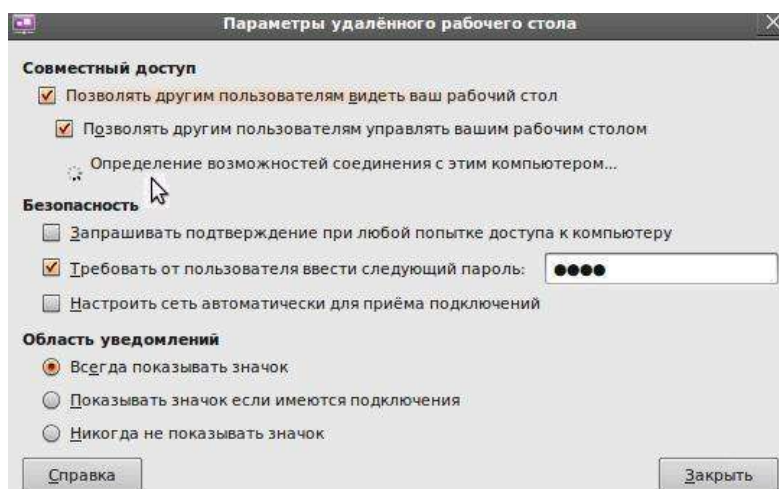 Параметры удалённого рабочего стола
Совместный доступ
Позволять другим пользователям видеть ваш рабочий стол
Позволять другим пользователям управлять вашим рабочим столом
Определение возможностей соединения с этим компьютером...
Безопасность
Запрашивать подтверждение при любой попытке доступа к компьютеру
Требовать от пользователя ввести следующий пароль: ●●●●
Настроить сеть автоматически для приёма подключений
Область уведомлений
Всегда показывать значок
Показывать значок если имеются подключения
Никогда не показывать значок
Справка Закрыть